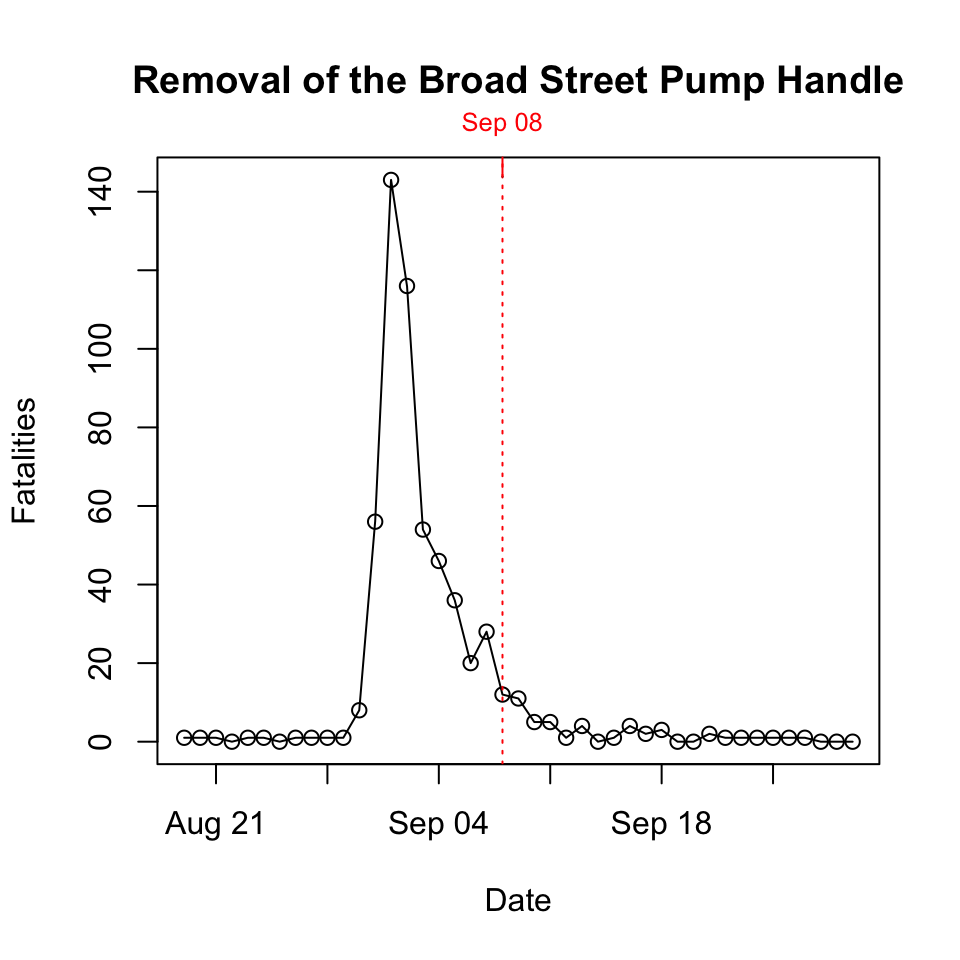 Removal of the Broad Street Pump Handle
Sep 08
140
100
80
60
40
20
0
Fatalities
Aug 21 Sep 04 Sep 18
Date